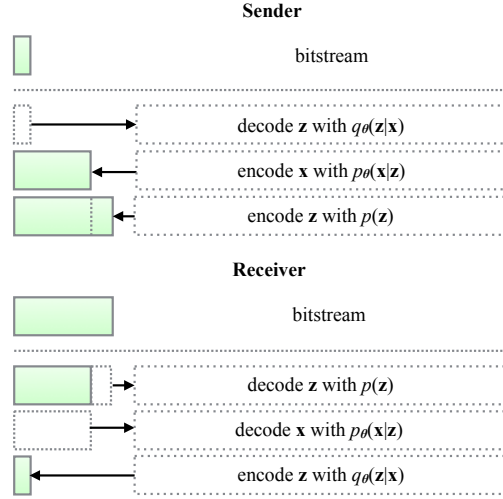 Sender
bitstream
decode z with qθ(z|x)
encode x with pθ(x|z)
encode z with p(z)
Receiver
bitstream
decode z with p(z)
decode x with pθ(x|z)
encode z with qθ(z|x)